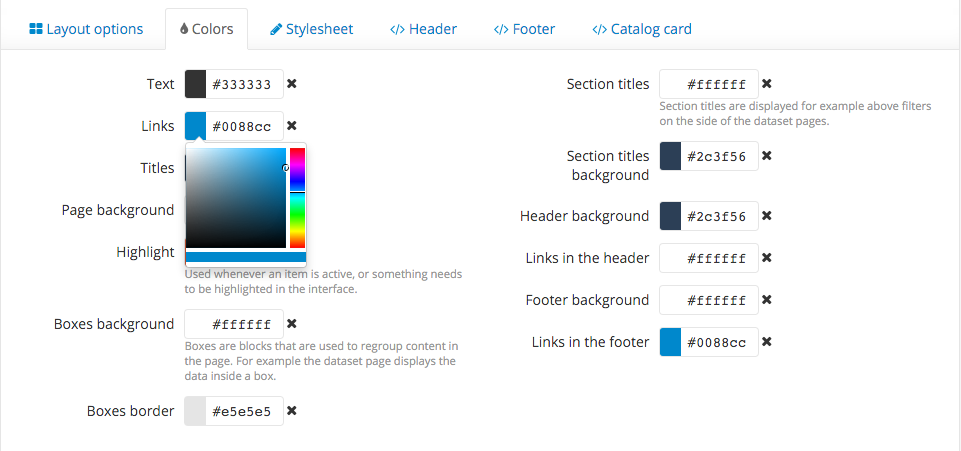 Layout options
Colors
Stylesheet
</> Header
</> Footer
</> Catalog card
Text #333333 ✖
Links #0088cc ✖
Titles
Page background
Highlight
Used whenever an item is active, or something needs
to be highlighted in the interface.
Boxes background #ffffff ✖
Boxes are blocks that are used to regroup content in
the page. For example the dataset page displays the
data inside a box.
Boxes border #e5e5e5 ✖
Section titles #ffffff ✖
Section titles are displayed for example above filters
on the side of the dataset pages.
Section titles
background #2c3f56 ✖
Header background #2c3f56 ✖
Links in the header #ffffff ✖
Footer background #ffffff ✖
Links in the footer #0088cc ✖